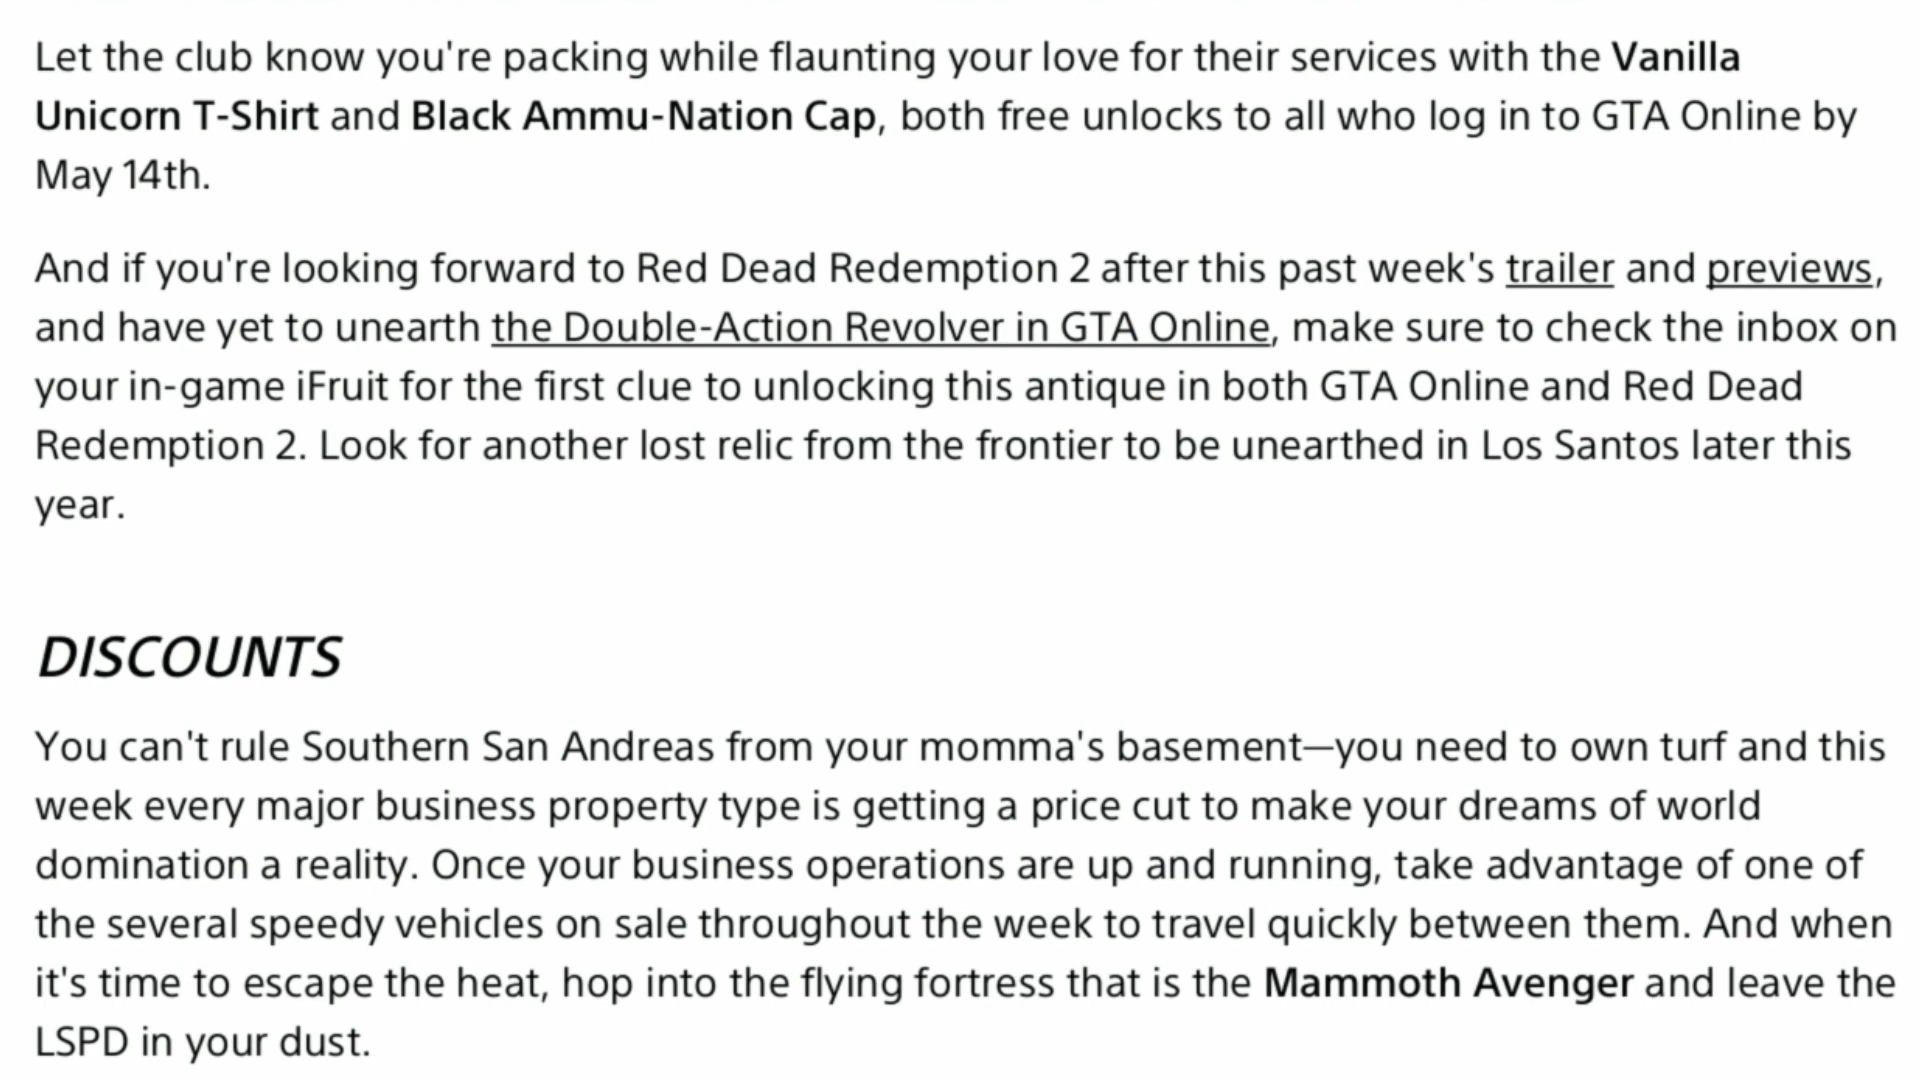 Let the club know you're packing while flaunting your love for their services with the Vanilla
Unicorn T-Shirt and Black Ammu-Nation Cap, both free unlocks to all who log in to GTA Online by
May 14th.
And if you're looking forward to Red Dead Redemption 2 after this past week's trailer and previews,
and have yet to unearth the Double-Action Revolver in GTA Online, make sure to check the inbox on
your in-game iFruit for the first clue to unlocking this antique in both GTA Online and Red Dead
Redemption 2. Look for another lost relic from the frontier to be unearthed in Los Santos later this
year.
DISCOUNTS
You can't rule Southern San Andreas from your momma's basement—you need to own turf and this
week every major business property type is getting a price cut to make your dreams of world
domination a reality. Once your business operations are up and running, take advantage of one of
the several speedy vehicles on sale throughout the week to travel quickly between them. And when
it's time to escape the heat, hop into the flying fortress that is the Mammoth Avenger and leave the
LSPD in your dust.